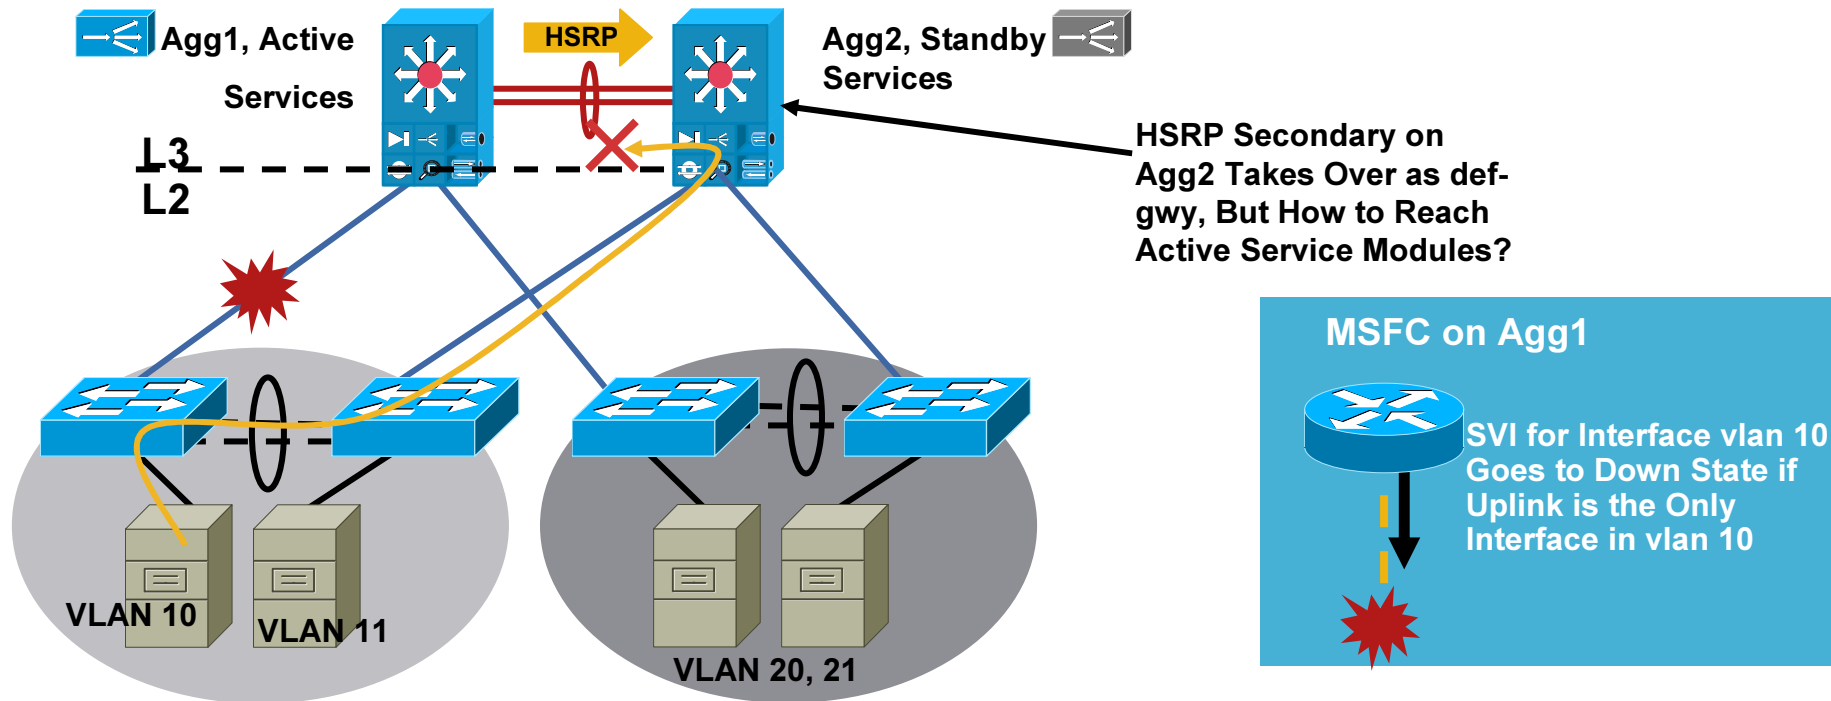 Agg1, Active
Services
HSRP
Agg2, Standby
Services
L3
L2
HSRP Secondary on
Agg2 Takes Over as def-
gwy, But How to Reach
Active Service Modules?
MSFC on Agg1
SVI for Interface vlan 10
Goes to Down State if
Uplink is the Only
Interface in vlan 10
VLAN 10
VLAN 11
VLAN 20, 21